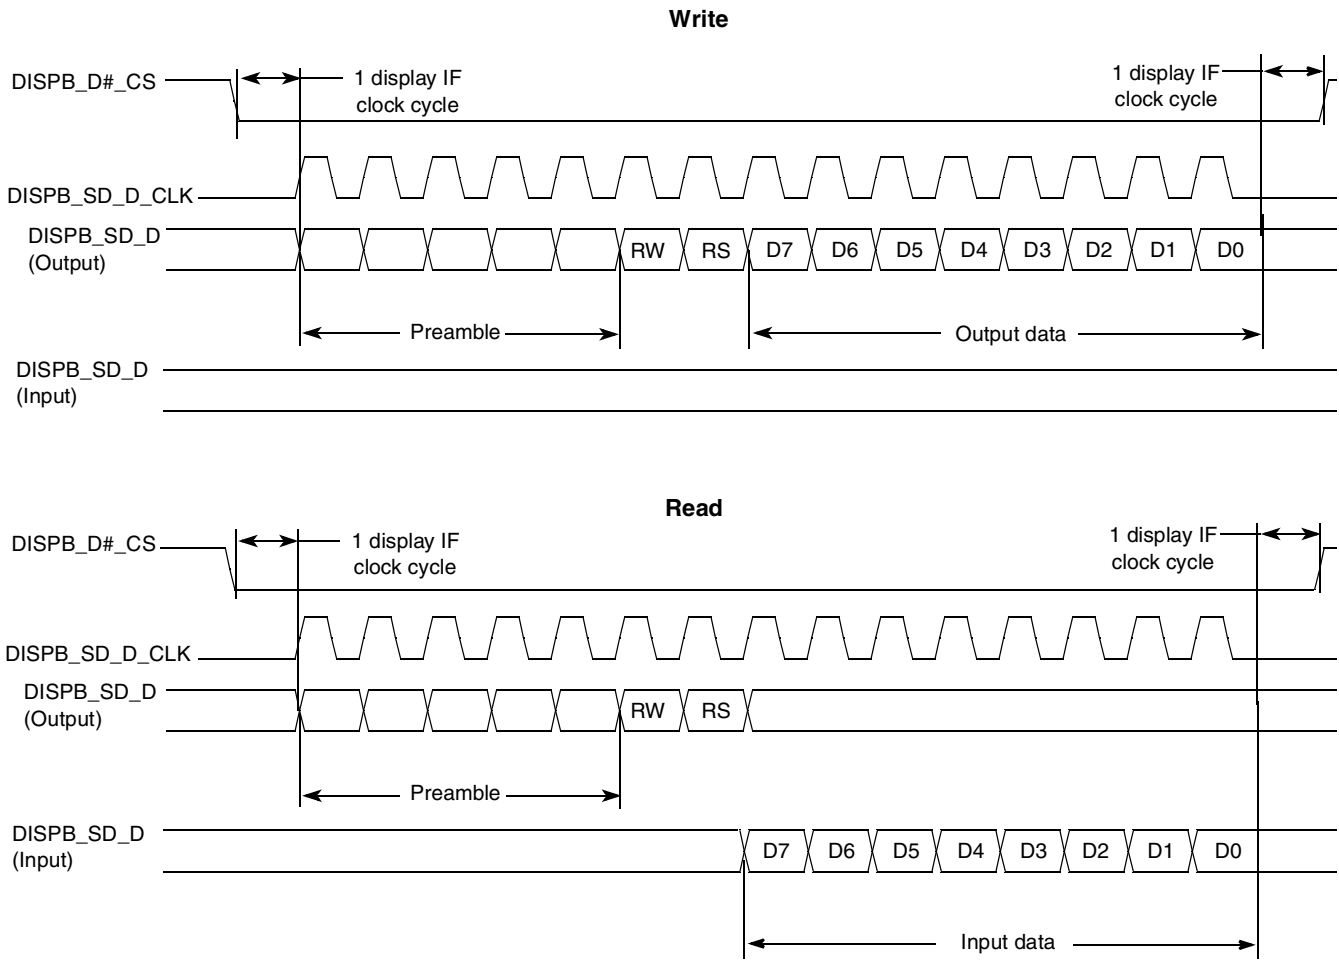 Write
DISPB_D#_CS
1 display IF
clock cycle
1 display IF
clock cycle
DISPB_SD_D_CLK
DISPB_SD_D
(Output)
RW RS D7 D6 D5 D4 D3 D2 D1 D0
Preamble
Output data
DISPB_SD_D
(Input)
Read
DISPB_D#_CS
1 display IF
clock cycle
1 display IF
clock cycle
DISPB_SD_D_CLK
DISPB_SD_D
(Output)
RW RS
Preamble
DISPB_SD_D
(Input)
D7 D6 D5 D4 D3 D2 D1 D0
Input data